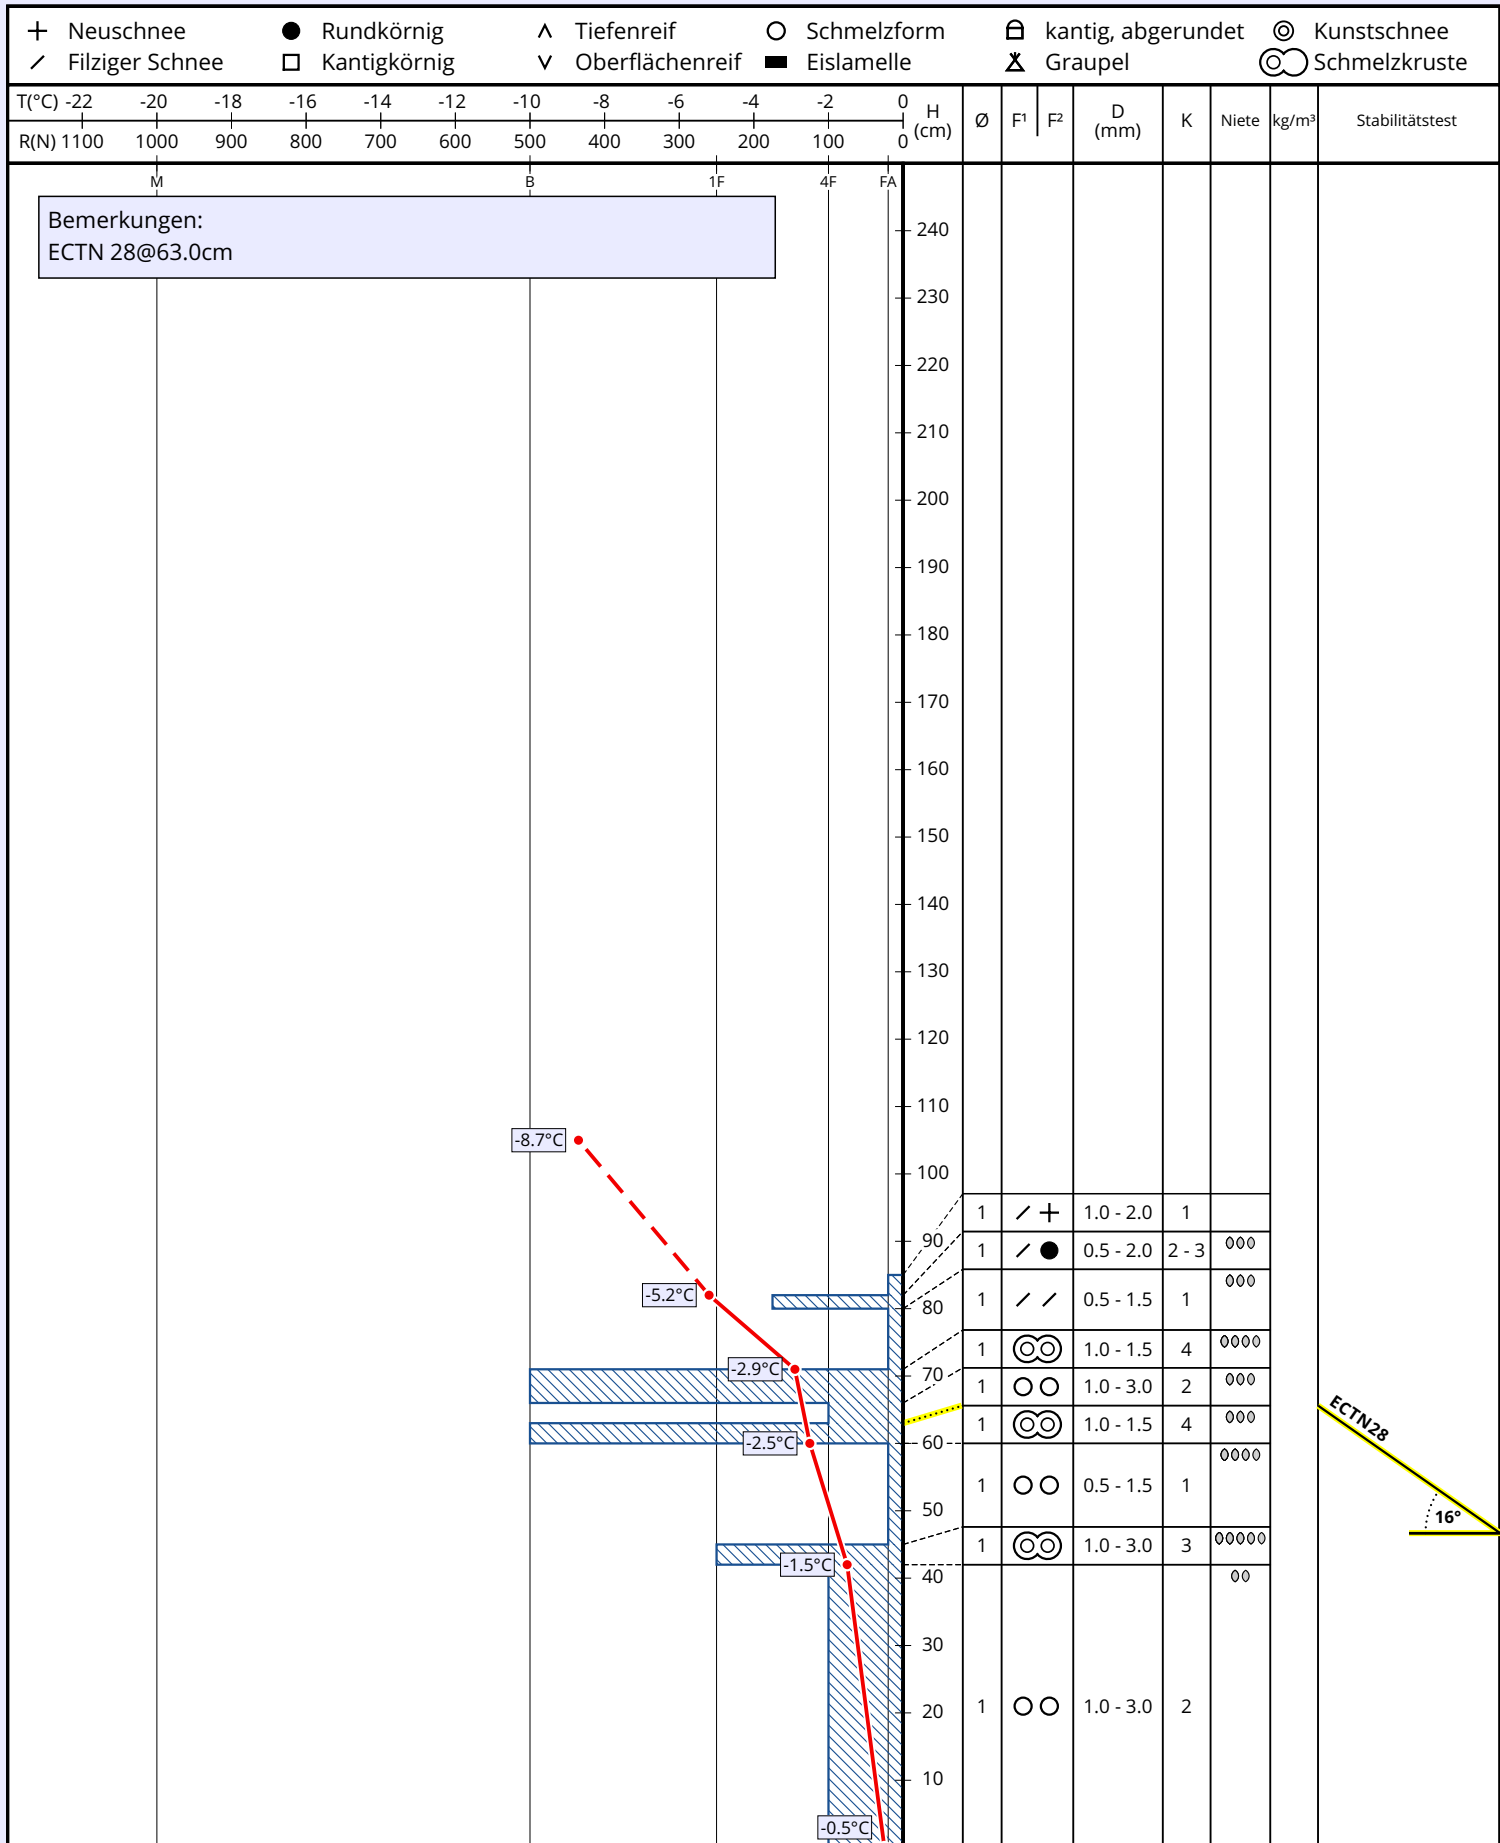 Neuschnee Rundkörnig Tiefenreif Schmelzform kantig, abgerundet Kunstschnee
Filziger Schnee Kantigkörnig Oberflächenreif Eislamelle Graupel Schmelzkruste
T(°C) -22 -20 -18 -16 -14 -12 -10 -8 -6 -4 -2 0
R(N) 1100 1000 900 800 700 600 500 400 300 200 100 0
H (cm) Ø F¹ F² D (mm) K Niete kg/m³ Stabilitätstest
M B 1F 4F FA
Bemerkungen:
ECTN 28@63.0cm
240
230
220
210
200
190
180
170
160
150
140
130
120
110
-8.7°C
100
1 1.0 - 2.0 1
90
1 0.5 - 2.0 2 - 3
-5.2°C
80
1 0.5 - 1.5 1
1 1.0 - 1.5 4
-2.9°C
70
1 1.0 - 3.0 2
1 1.0 - 1.5 4
ECTN28
-2.5°C
60
1 0.5 - 1.5 1
50
16°
1 1.0 - 3.0 3
-1.5°C
40
30
20
1 1.0 - 3.0 2
10
-0.5°C